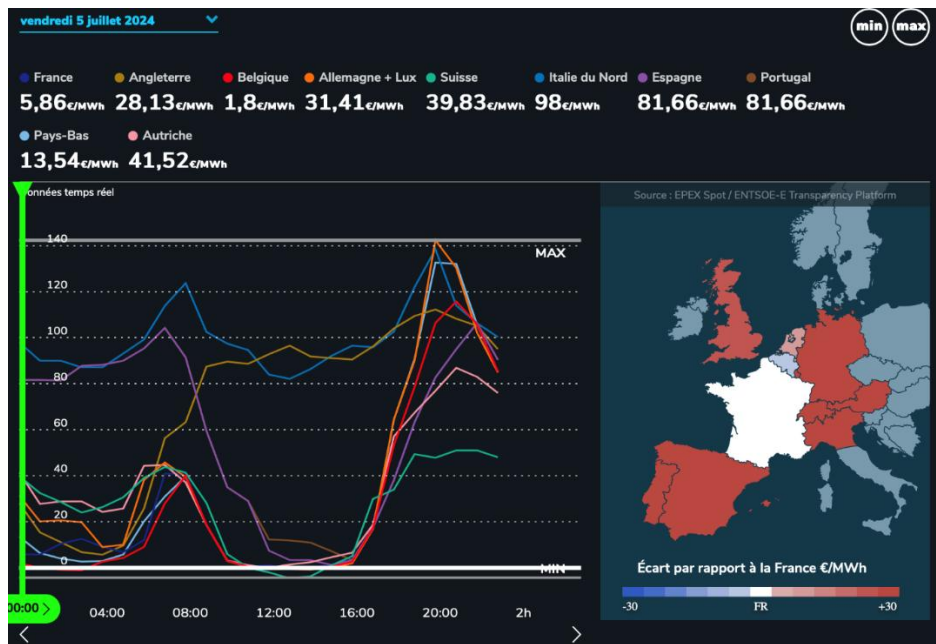 vendredi 5 juillet 2024
min max
France Angleterre Belgique Allemagne + Lux Suisse Italie du Nord Espagne Portugal
5,86€/MWh 28,13€/MWh 1,8€/MWh 31,41€/MWh 39,83€/MWh 98€/MWh 81,66€/MWh 81,66€/MWh
Pays-Bas Autriche
13,54€/MWh 41,52€/MWh
onnées temps réel
Source : EPEX Spot / ENTSOE-E Transparency Platform
140
MAX
120
100
80
60
40
20
0
MIN
00:00 04:00 08:00 12:00 16:00 20:00 2h
Écart par rapport à la France €/MWh
-30 FR +30